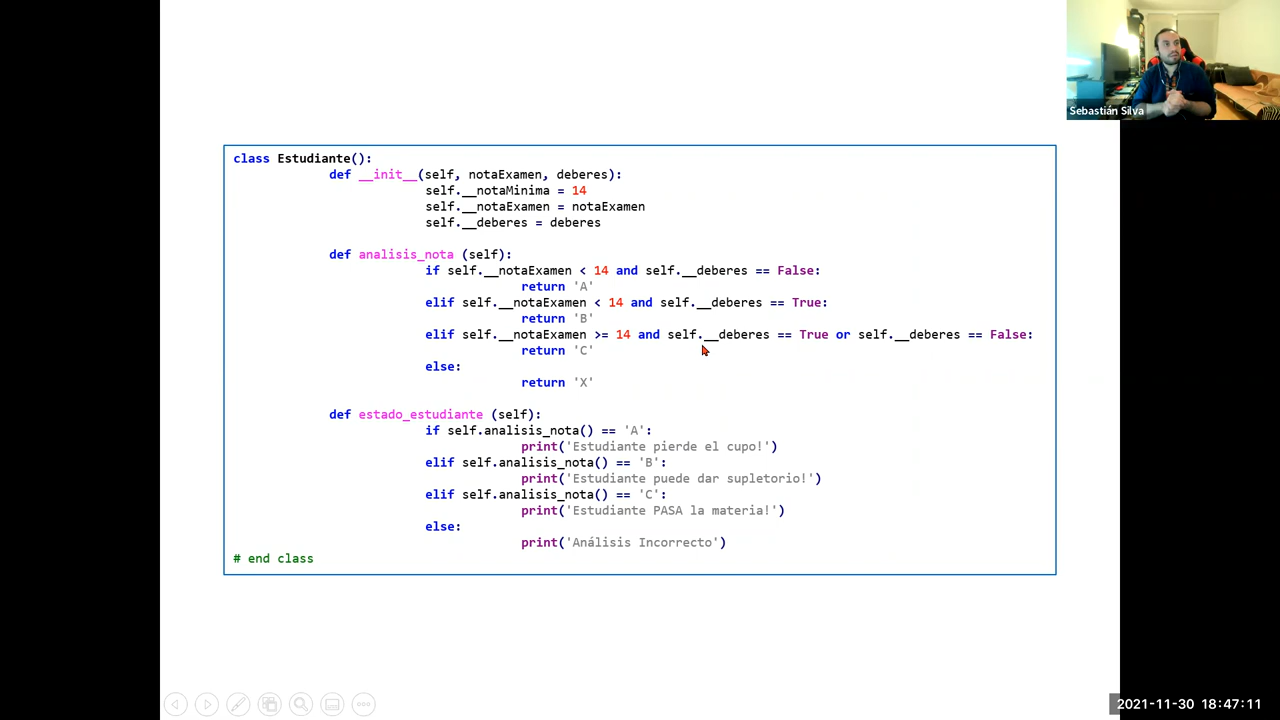 Sebastián Silva
class Estudiante():
def __init__(self, notaExamen, deberes):
self.__notaMinima = 14
self.__notaExamen = notaExamen
self.__deberes = deberes
def analisis_nota (self):
if self.__notaExamen < 14 and self.__deberes == False:
return 'A'
elif self.__notaExamen < 14 and self.__deberes == True:
return 'B'
elif self.__notaExamen >= 14 and self.__deberes == True or self.__deberes == False:
return 'C'
else:
return 'X'
def estado_estudiante (self):
if self.analisis_nota() == 'A':
print('Estudiante pierde el cupo!')
elif self.analisis_nota() == 'B':
print('Estudiante puede dar supletorio!')
elif self.analisis_nota() == 'C':
print('Estudiante PASA la materia!')
else:
print('Análisis Incorrecto')
# end class
2021-11-30 18:47:11